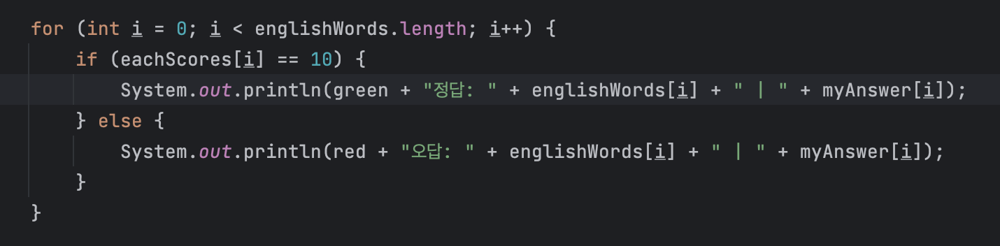 for (int i = 0; i < englishWords.length; i++) {
    if (eachScores[i] == 10) {
        System.out.println(green + "정답: " + englishWords[i] + " | " + myAnswer[i]);
    } else {
        System.out.println(red + "오답: " + englishWords[i] + " | " + myAnswer[i]);
    }
}